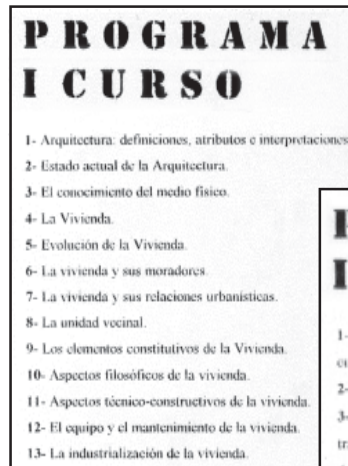 PROGRAMA
I CURSO
1- Arquitectura: definiciones, atributos e interpretaciones
2- Estado actual de la Arquitectura.
3- El conocimiento del medio físico.
4- La Vivienda.
5- Evolución de la Vivienda.
6- La vivienda y sus moradores.
7- La vivienda y sus relaciones urbanísticas.
8- La unidad vecinal.
9- Los elementos constitutivos de la Vivienda.
10- Aspectos filosóficos de la vivienda.
11- Aspectos técnico-constructivos de la vivienda.
12- El equipo y el mantenimiento de la vivienda.
13- La industrialización de la vivienda.
I
1-
2-
3-